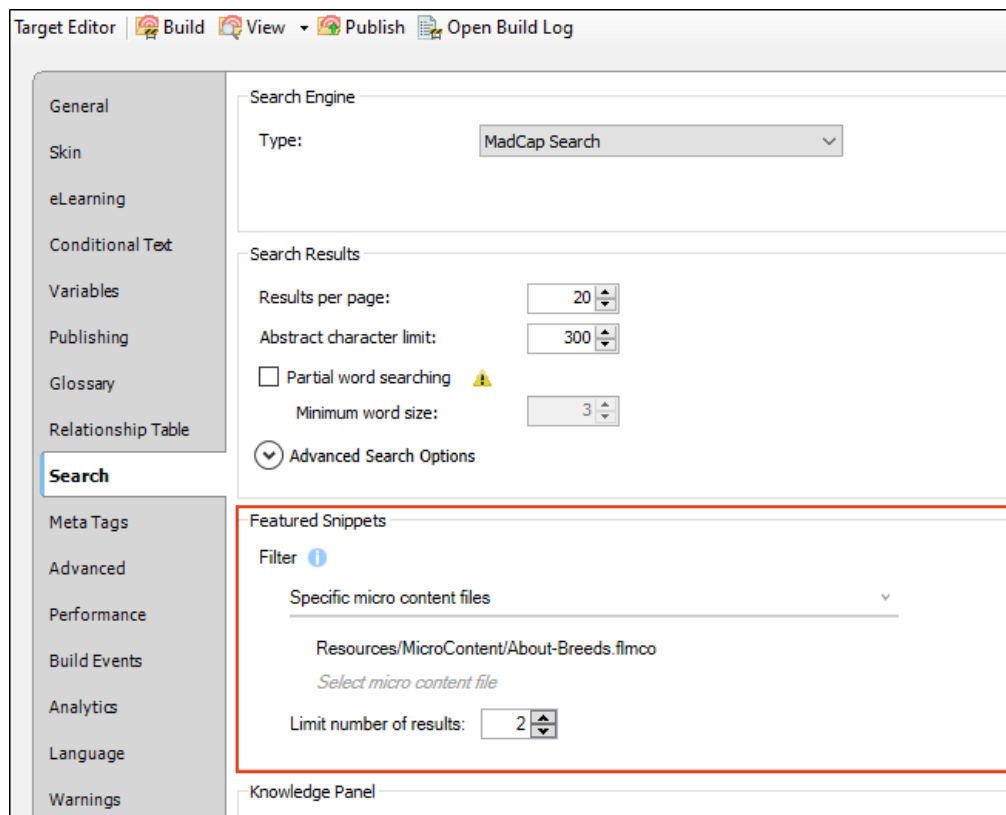 Target Editor Build View Publish Open Build Log
General
Skin
eLearning
Conditional Text
Variables
Publishing
Glossary
Relationship Table
Search
Meta Tags
Advanced
Performance
Build Events
Analytics
Language
Warnings
Search Engine
Type: MadCap Search
Search Results
Results per page: 20
Abstract character limit: 300
Partial word searching
Minimum word size: 3
Advanced Search Options
Featured Snippets
Filter
Specific micro content files
Resources/MicroContent/About-Breeds.flmco
Select micro content file
Limit number of results: 2
Knowledge Panel